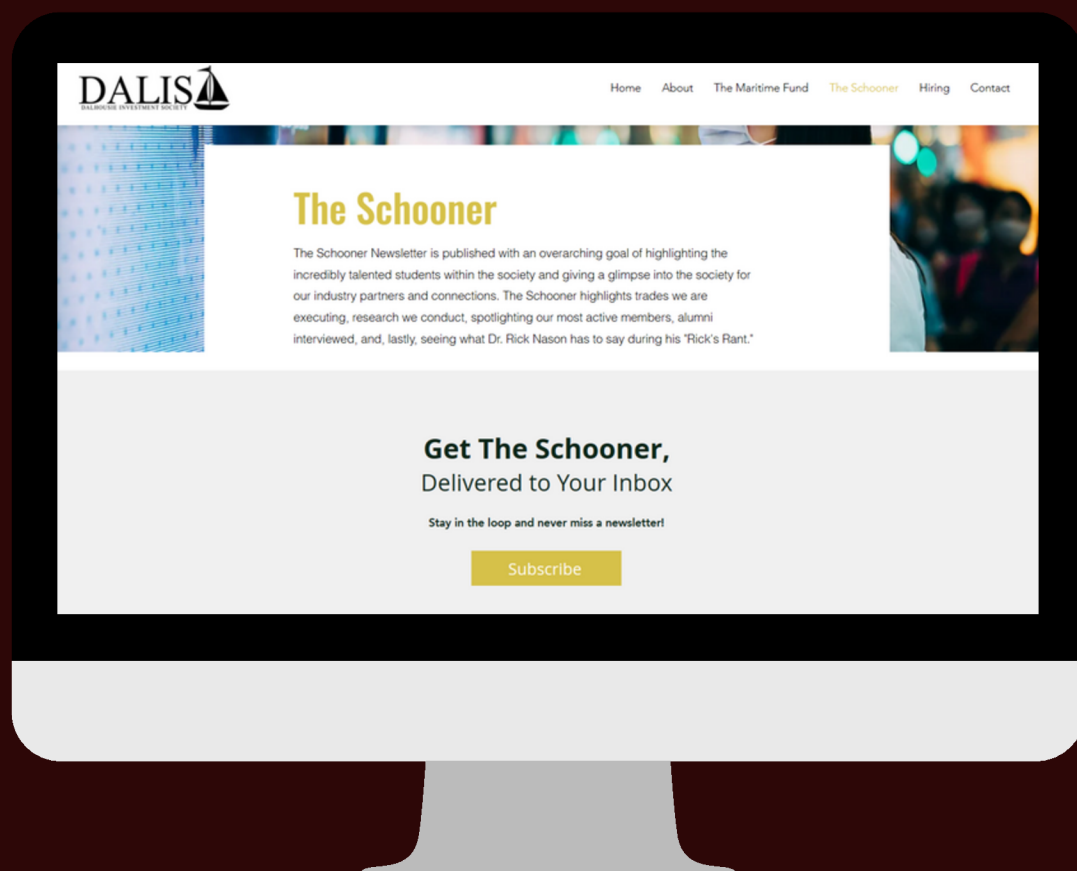 DALIS
DALHOUSIE INVESTMENT SOCIETY
Home About The Maritime Fund The Schooner Hiring Contact
The Schooner
The Schooner Newsletter is published with an overarching goal of highlighting the
incredibly talented students within the society and giving a glimpse into the society for
our industry partners and connections. The Schooner highlights trades we are
executing, research we conduct, spotlighting our most active members, alumni
interviewed, and, lastly, seeing what Dr. Rick Nason has to say during his "Rick's Rant."
Get The Schooner,
Delivered to Your Inbox
Stay in the loop and never miss a newsletter!
Subscribe